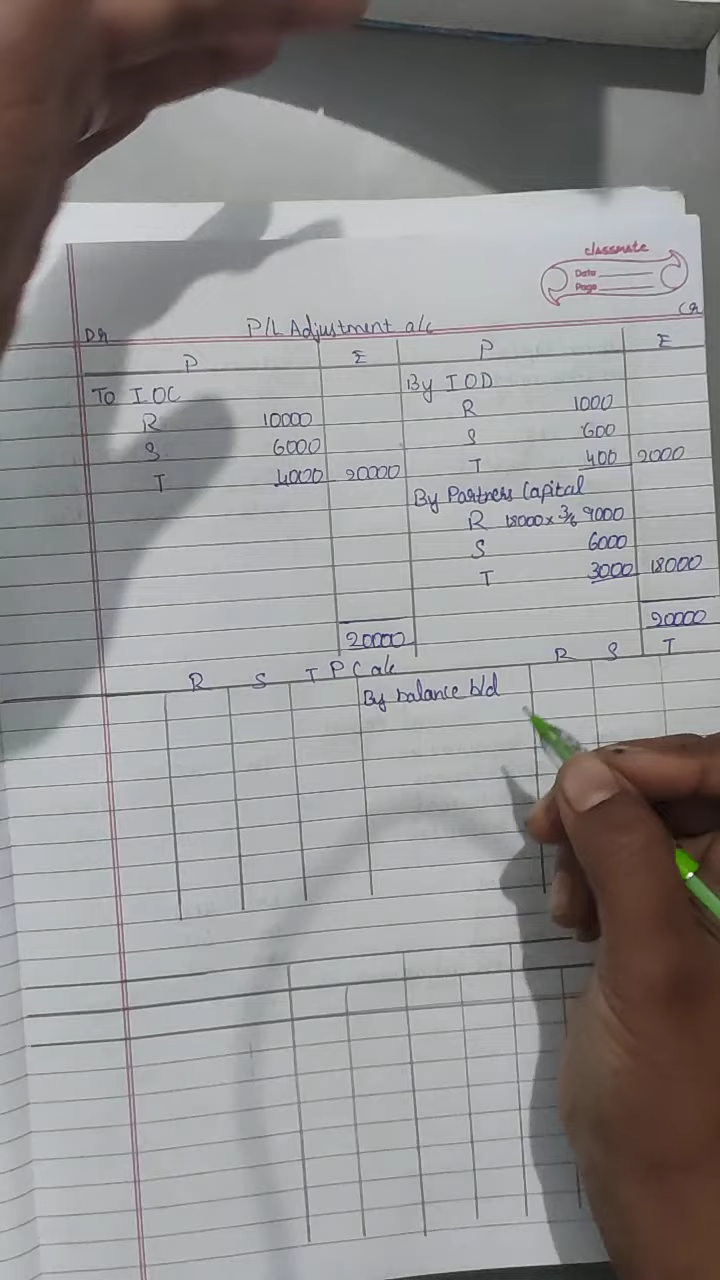 classmate
Date
Page
Dr P/L Adjustment a/c Cr
P Σ P Σ
To IOC By IOD
R 10000 R 1000
S 6000 S 600
T 4000 20000 T 400 2000
By Partners Capital
R 18000 x 3/6 9000
S 6000
T 3000 18000
20000 20000
R S T P C a/c R S T
By balance b/d